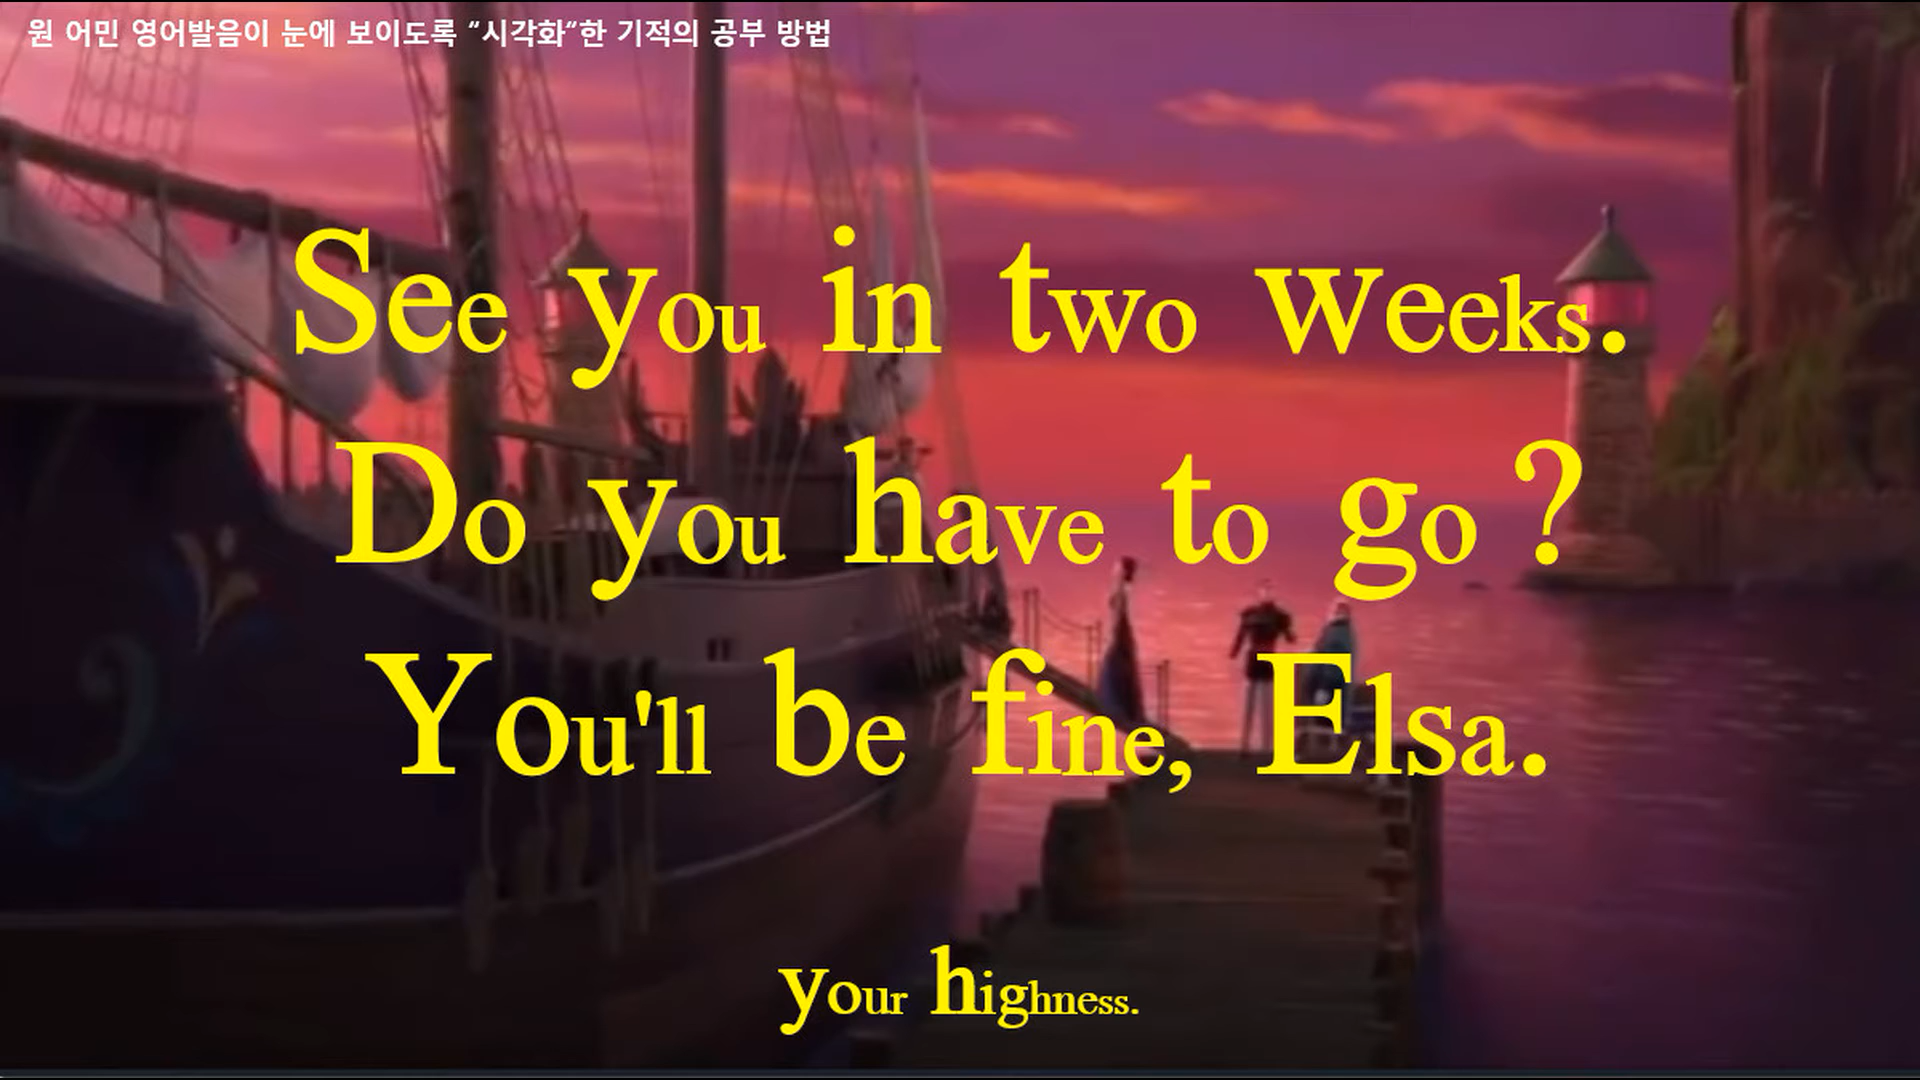 원 어민 영어발음이 눈에 보이도록 “시각화“한 기적의 공부 방법
See you in two weeks.
Do you have to go ?
You'll be fine, Elsa.
your highness.